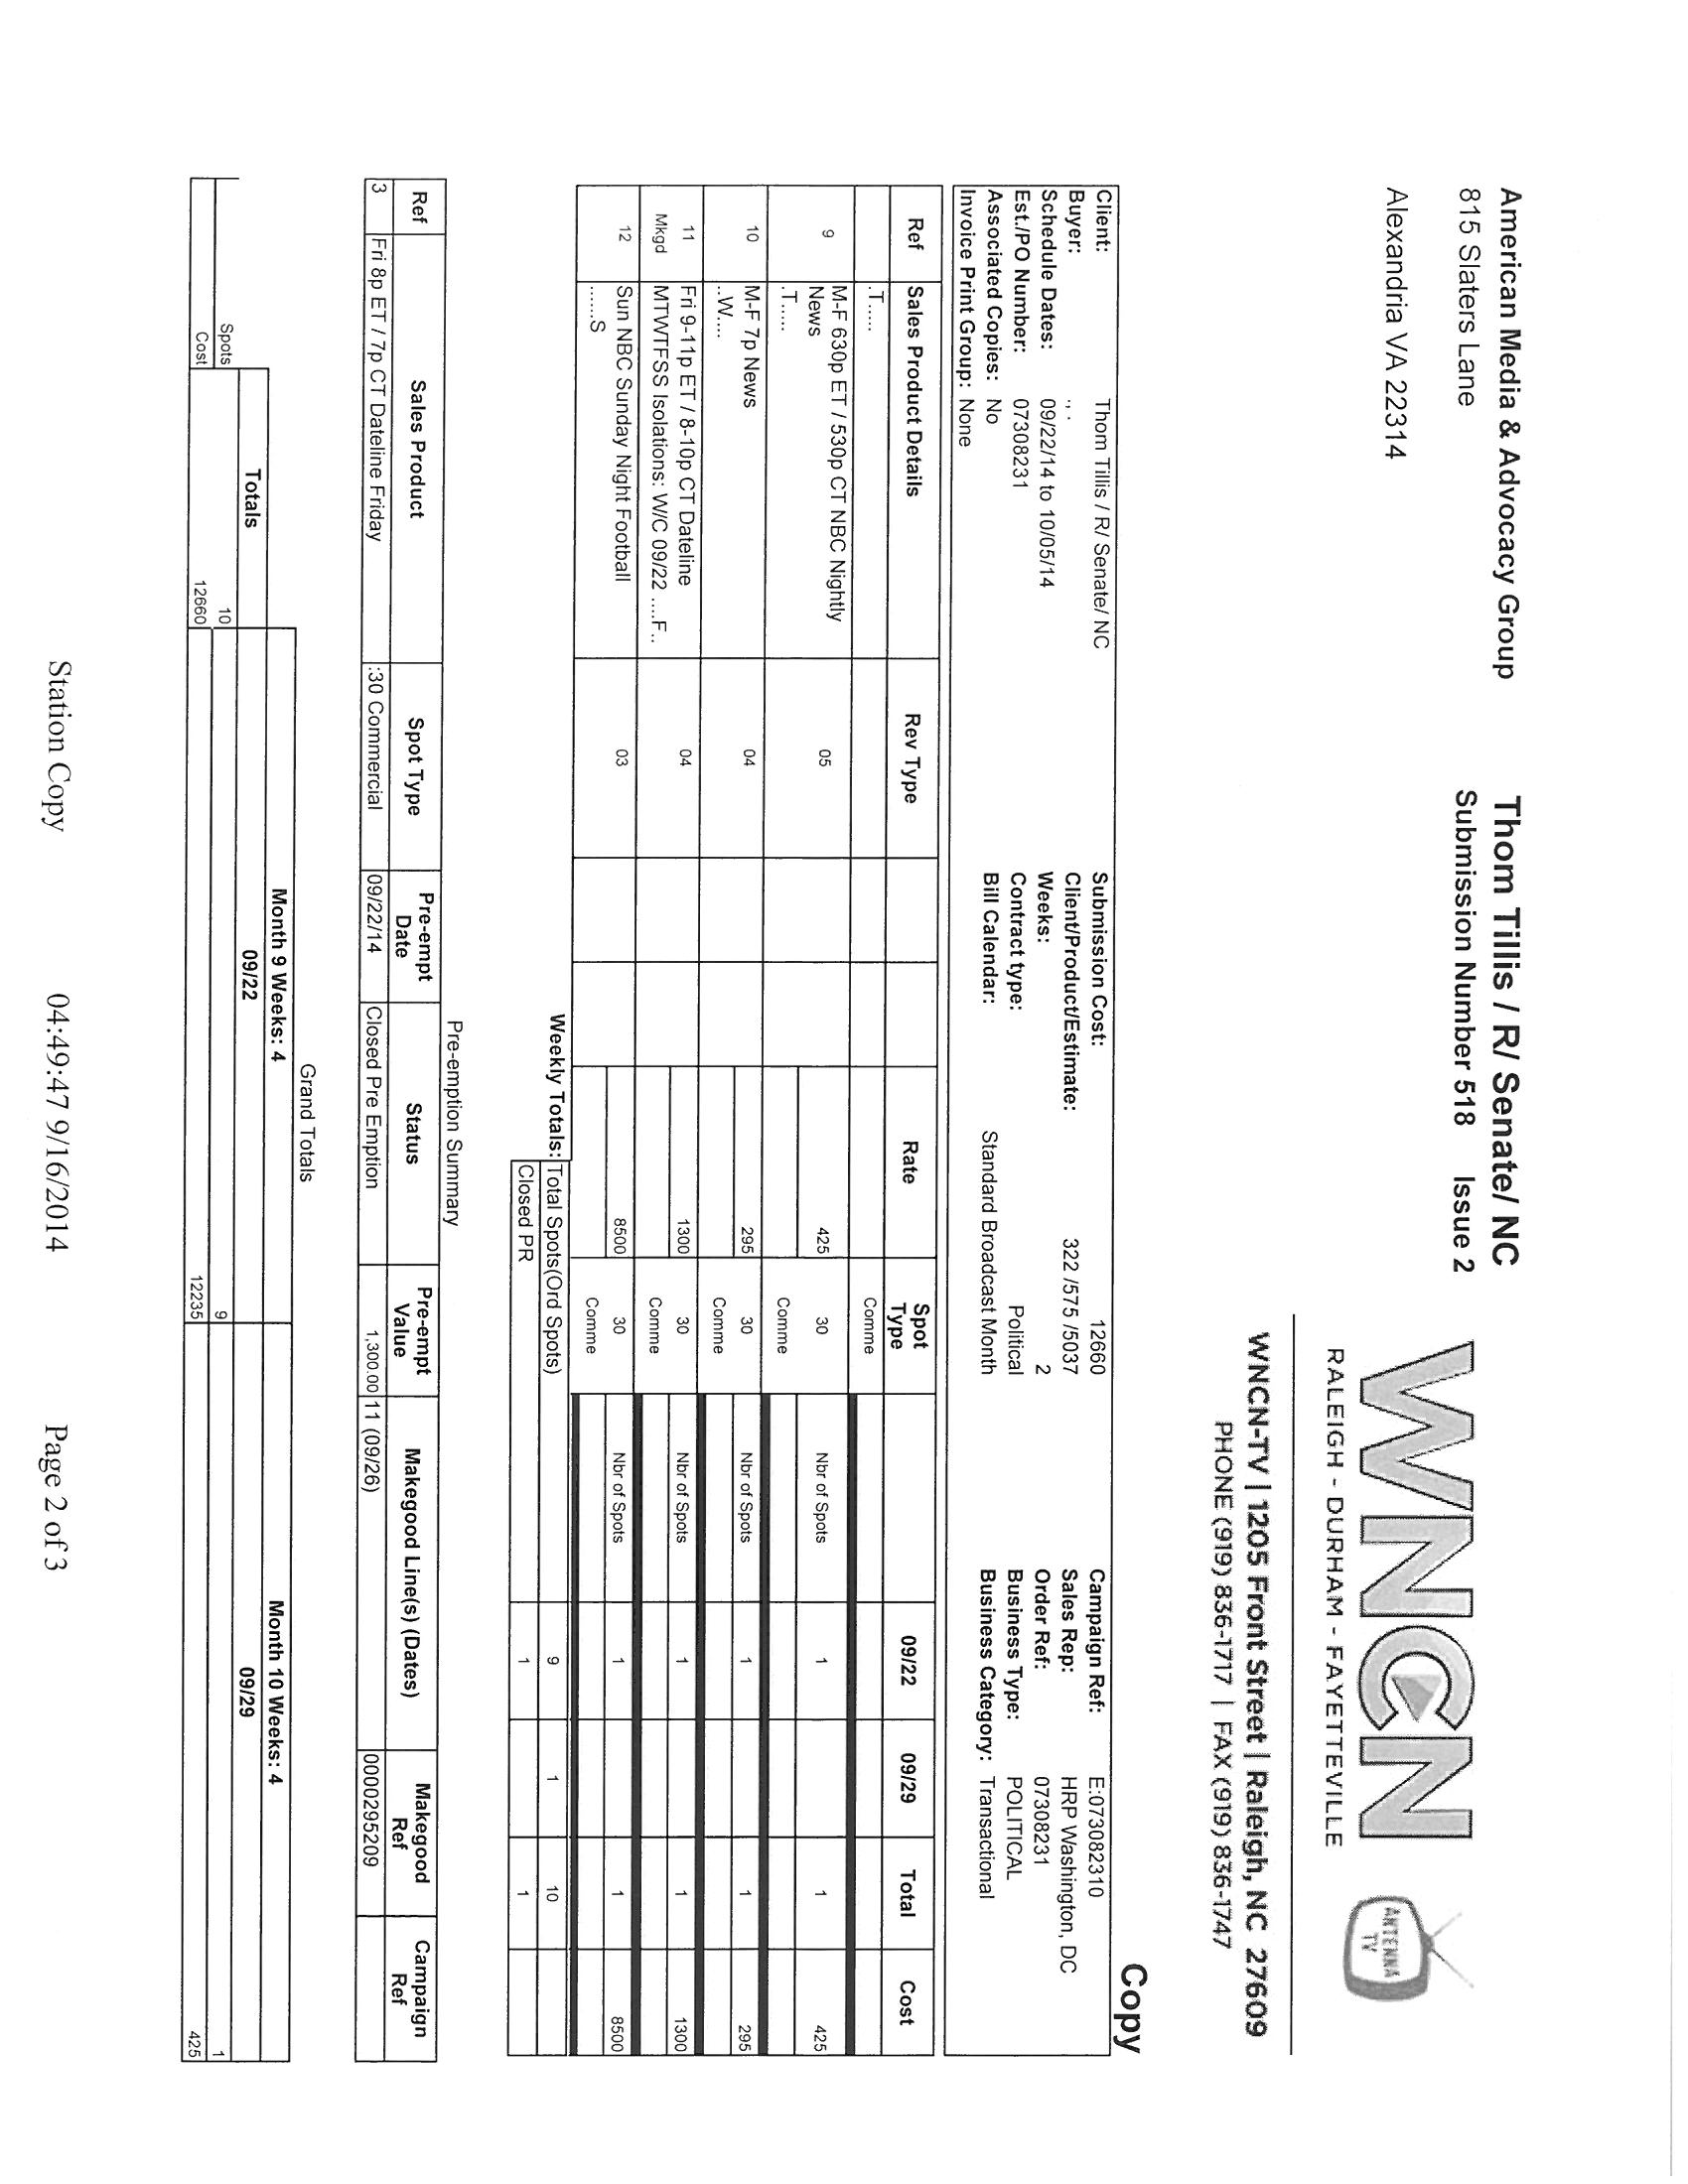 American Media & Advocacy Group
815 Slaters Lane
Alexandria VA 22314
Thom Tillis / R/ Senate/ NC
Submission Number 518 Issue 2
WNCN
RALEIGH - DURHAM - FAYETTEVILLE
ANTENNA TV
WNCN-TV | 1205 Front Street | Raleigh, NC 27609
PHONE (919) 836-1717 | FAX (919) 836-1747
Copy
Client: Thom Tillis / R/ Senate/ NC Submission Cost: 12660 Campaign Ref: E:073082310
Buyer: ., . Client/Product/Estimate: 322 /575 /5037 Sales Rep: HRP Washington, DC
Schedule Dates: 09/22/14 to 10/05/14 Weeks: 2 Order Ref: 07308231
Est./PO Number: 07308231 Contract type: Political Business Type: POLITICAL
Associated Copies: No Bill Calendar: Standard Broadcast Month Business Category: Transactional
Invoice Print Group: None
Ref Sales Product Details Rev Type Rate Spot Type 09/22 09/29 Total Cost
.T..... Comme
9 M-F 630p ET / 530p CT NBC Nightly 05 425 30 Nbr of Spots 1 1 425
News
.T..... Comme
10 M-F 7p News 04 295 30 Nbr of Spots 1 1 295
..W.... Comme
11 Fri 9-11p ET / 8-10p CT Dateline 04 1300 30 Nbr of Spots 1 1 1300
Mkgd MTWTFSS Isolations: W/C 09/22 ....F.. Comme
12 Sun NBC Sunday Night Football 03 8500 30 Nbr of Spots 1 1 8500
......S Comme
Weekly Totals: Total Spots(Ord Spots) 9 1 10
Closed PR 1 1
Pre-emption Summary
Ref Sales Product Spot Type Pre-empt Date Status Pre-empt Value Makegood Line(s) (Dates) Makegood Ref Campaign Ref
3 Fri 8p ET / 7p CT Dateline Friday :30 Commercial 09/22/14 Closed Pre Emption 1,300.00 11 (09/26) 0000295209
Grand Totals
Month 9 Weeks: 4 Month 10 Weeks: 4
Totals 09/22 09/29
Spots 10 9 1
Cost 12660 12235 425
Station Copy 04:49:47 9/16/2014 Page 2 of 3